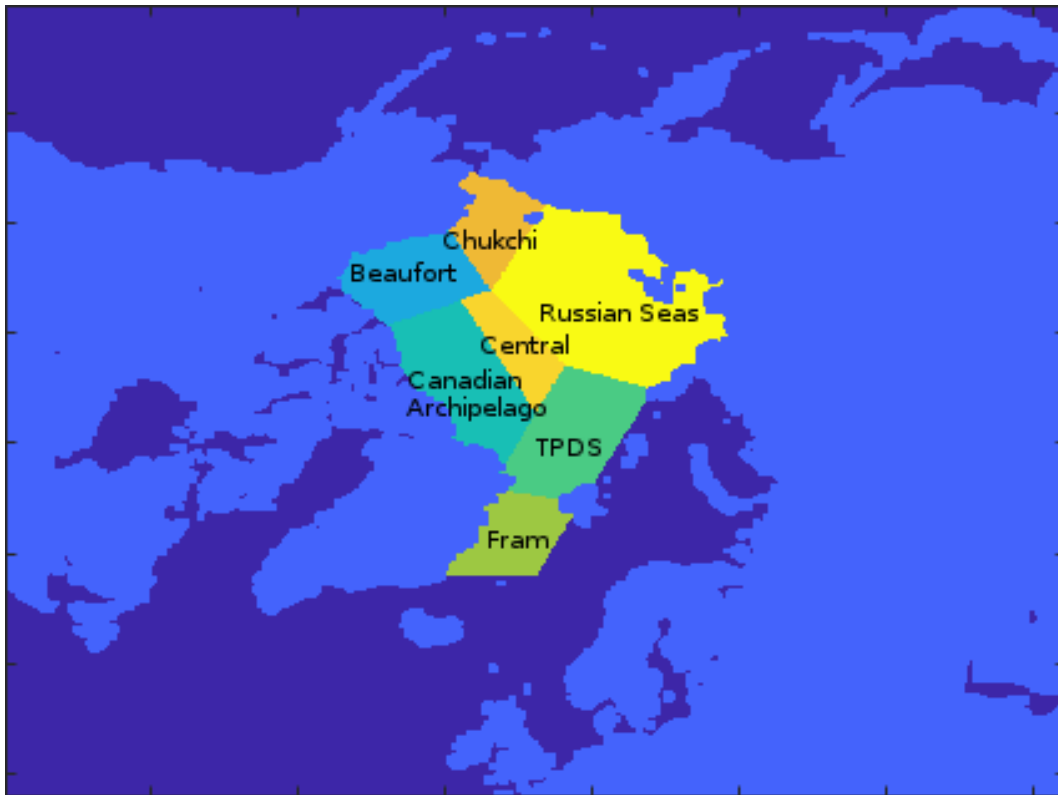 Chukchi
Beaufort
Russian Seas
Central
Canadian
Archipelago
TPDS
Fram